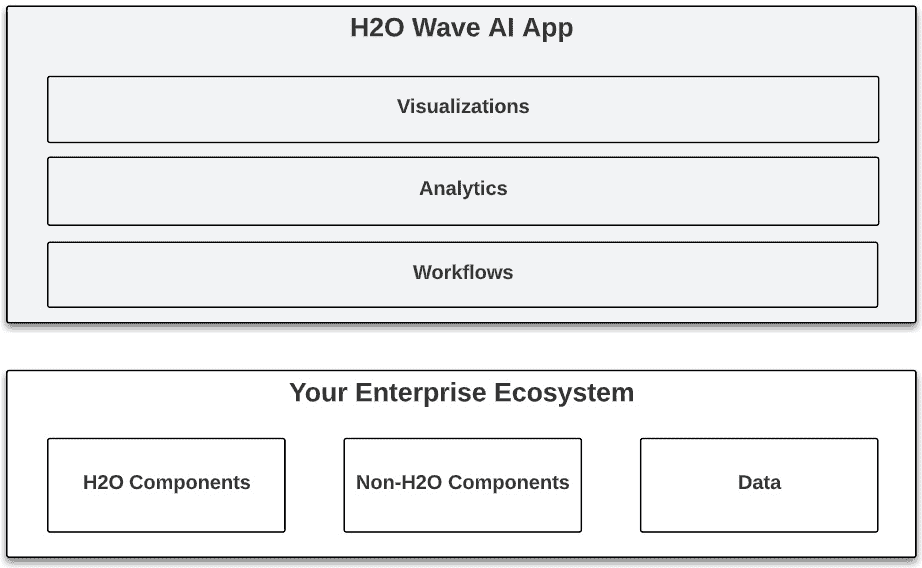 H2O Wave AI App
Visualizations
Analytics
Workflows
Your Enterprise Ecosystem
H2O Components
Non-H2O Components
Data